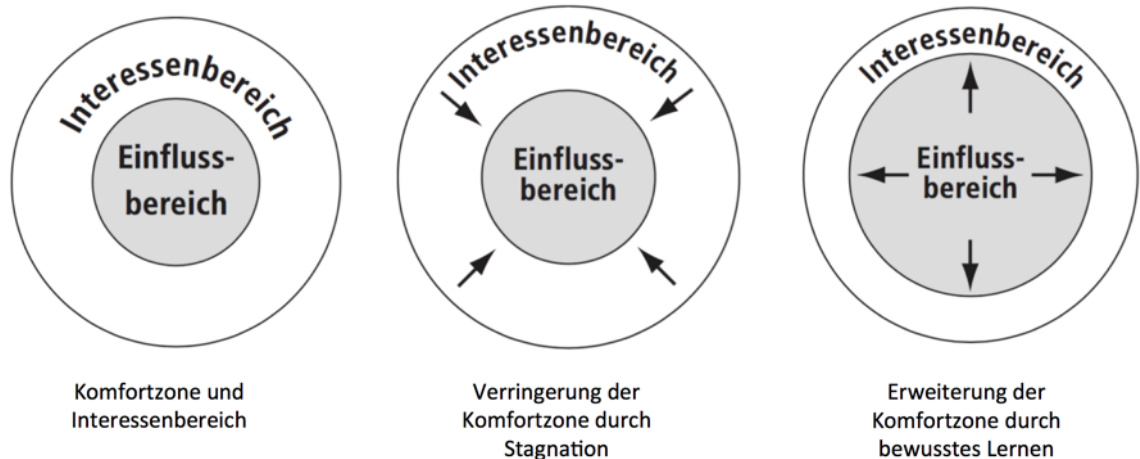 Interessenbereich
Einfluss-
bereich
Komfortzone und
Interessenbereich
Interessenbereich
Einfluss-
bereich
Verringerung der
Komfortzone durch
Stagnation
Interessenbereich
Einfluss-
bereich
Erweiterung der
Komfortzone durch
bewusstes Lernen